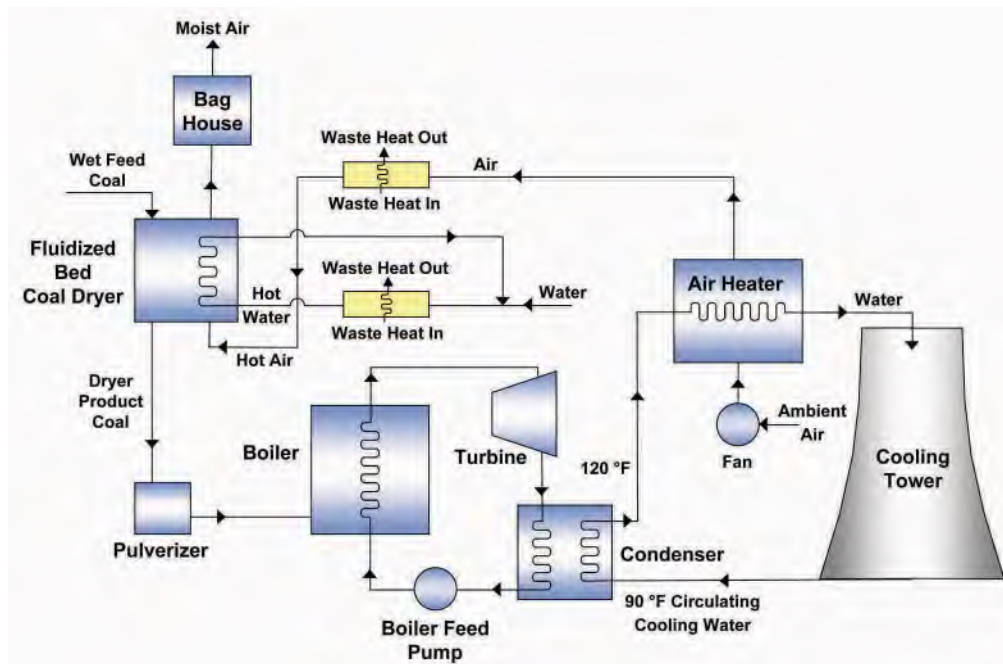 Moist Air
Bag
House
Wet Feed
Coal
Waste Heat Out
Air
Waste Heat In
Fluidized
Bed
Coal Dryer
Waste Heat Out
Hot
Water
Water
Waste Heat In
Hot Air
Air Heater
Water
Dryer
Product
Coal
Boiler
Turbine
120 °F
Fan
Ambient
Air
Cooling
Tower
Pulverizer
Condenser
Boiler Feed
Pump
90 °F Circulating
Cooling Water